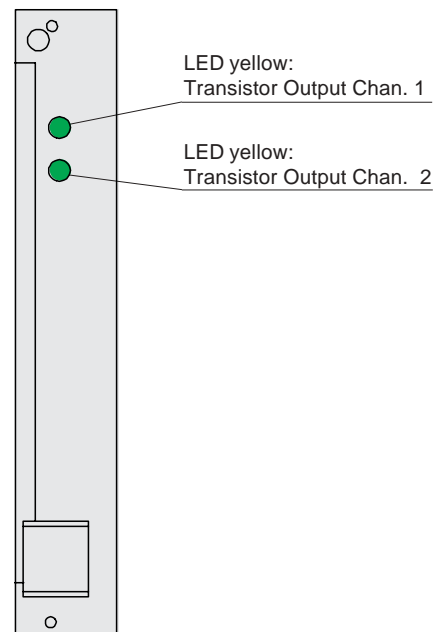 LED yellow:
Transistor Output Chan. 1
LED yellow:
Transistor Output Chan. 2